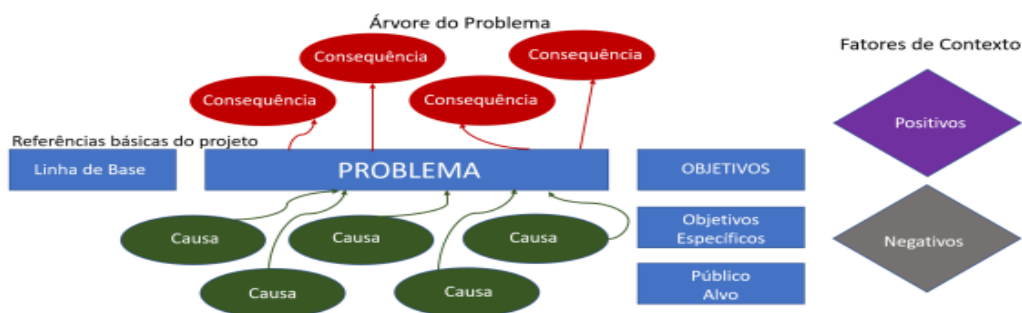 Árvore do Problema
Consequência
Consequência
Fatores de Contexto
Consequência
Consequência
Positivos
Referências básicas do projeto
Linha de Base
PROBLEMA
OBJETIVOS
Causa
Causa
Causa
Objetivos
Específicos
Negativos
Causa
Causa
Público
Alvo